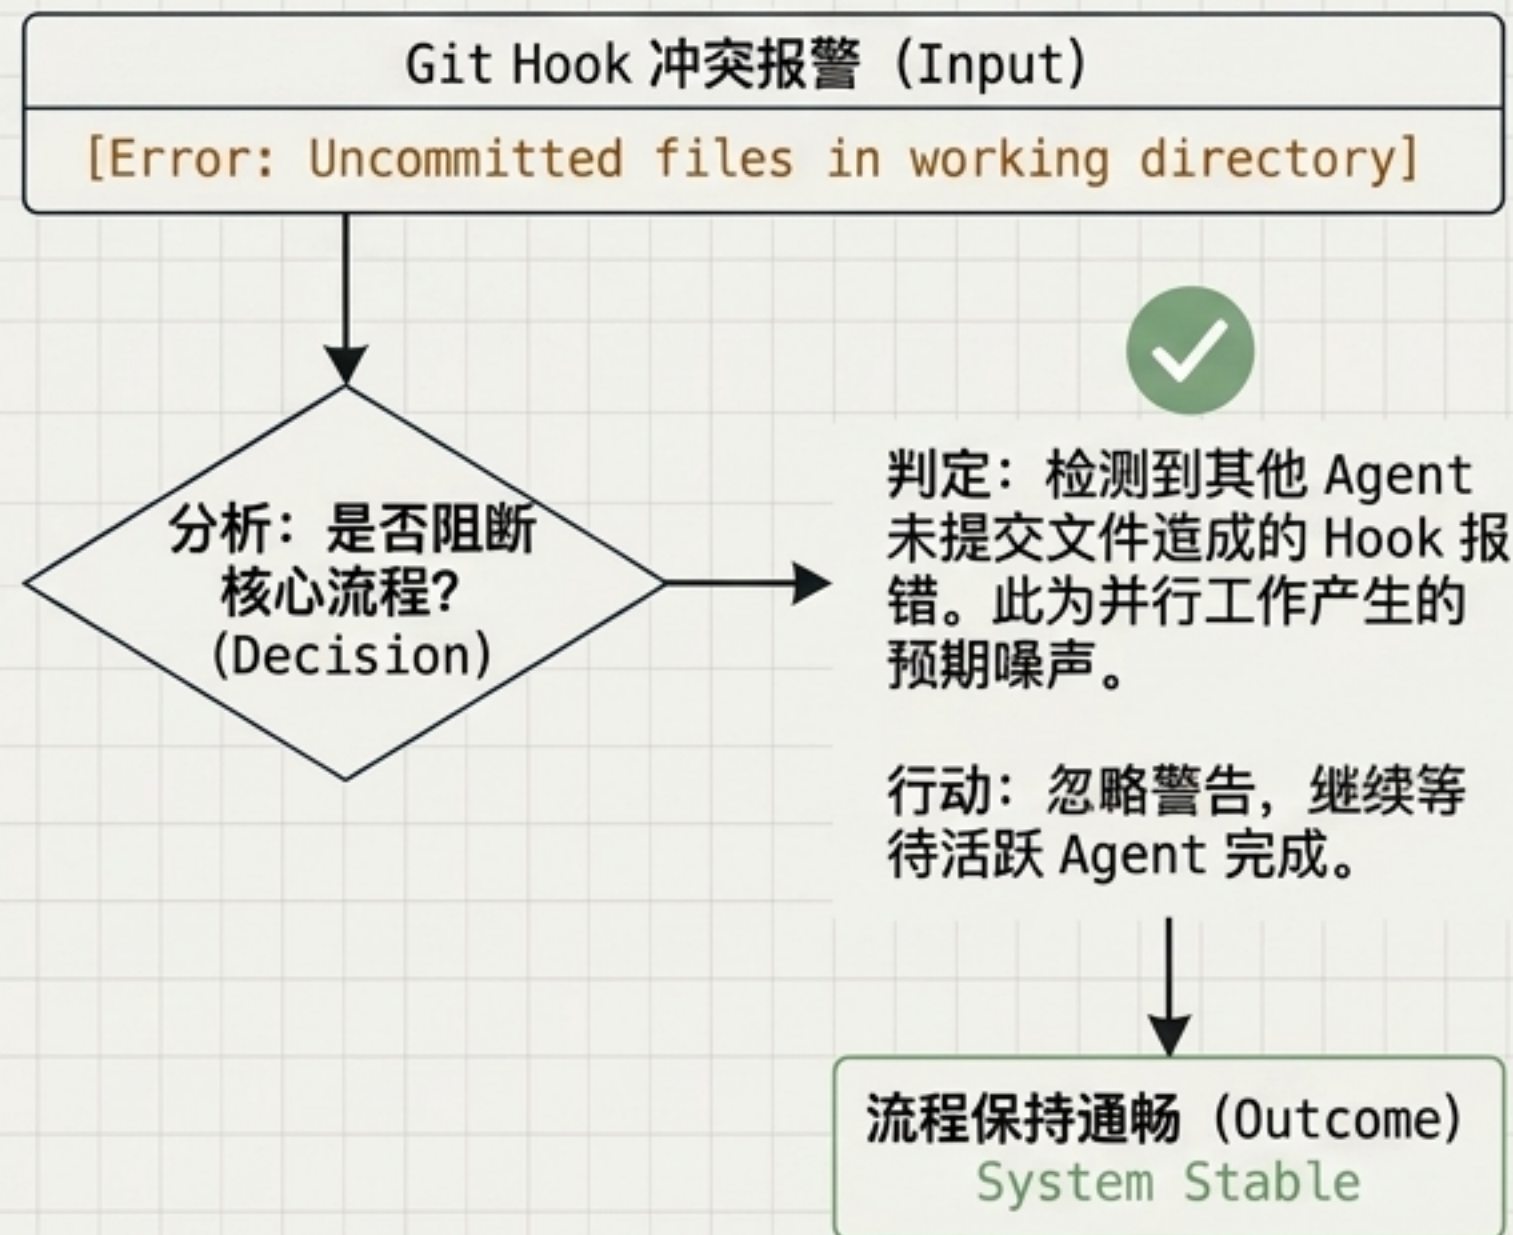 Git Hook 冲突报警 (Input)
[Error: Uncommitted files in working directory]
分析：是否阻断
核心流程？
(Decision)
判定：检测到其他 Agent
未提交文件造成的 Hook 报
错。此为并行工作产生的
预期噪声。
行动：忽略警告，继续等
待活跃 Agent 完成。
流程保持通畅 (Outcome)
System Stable